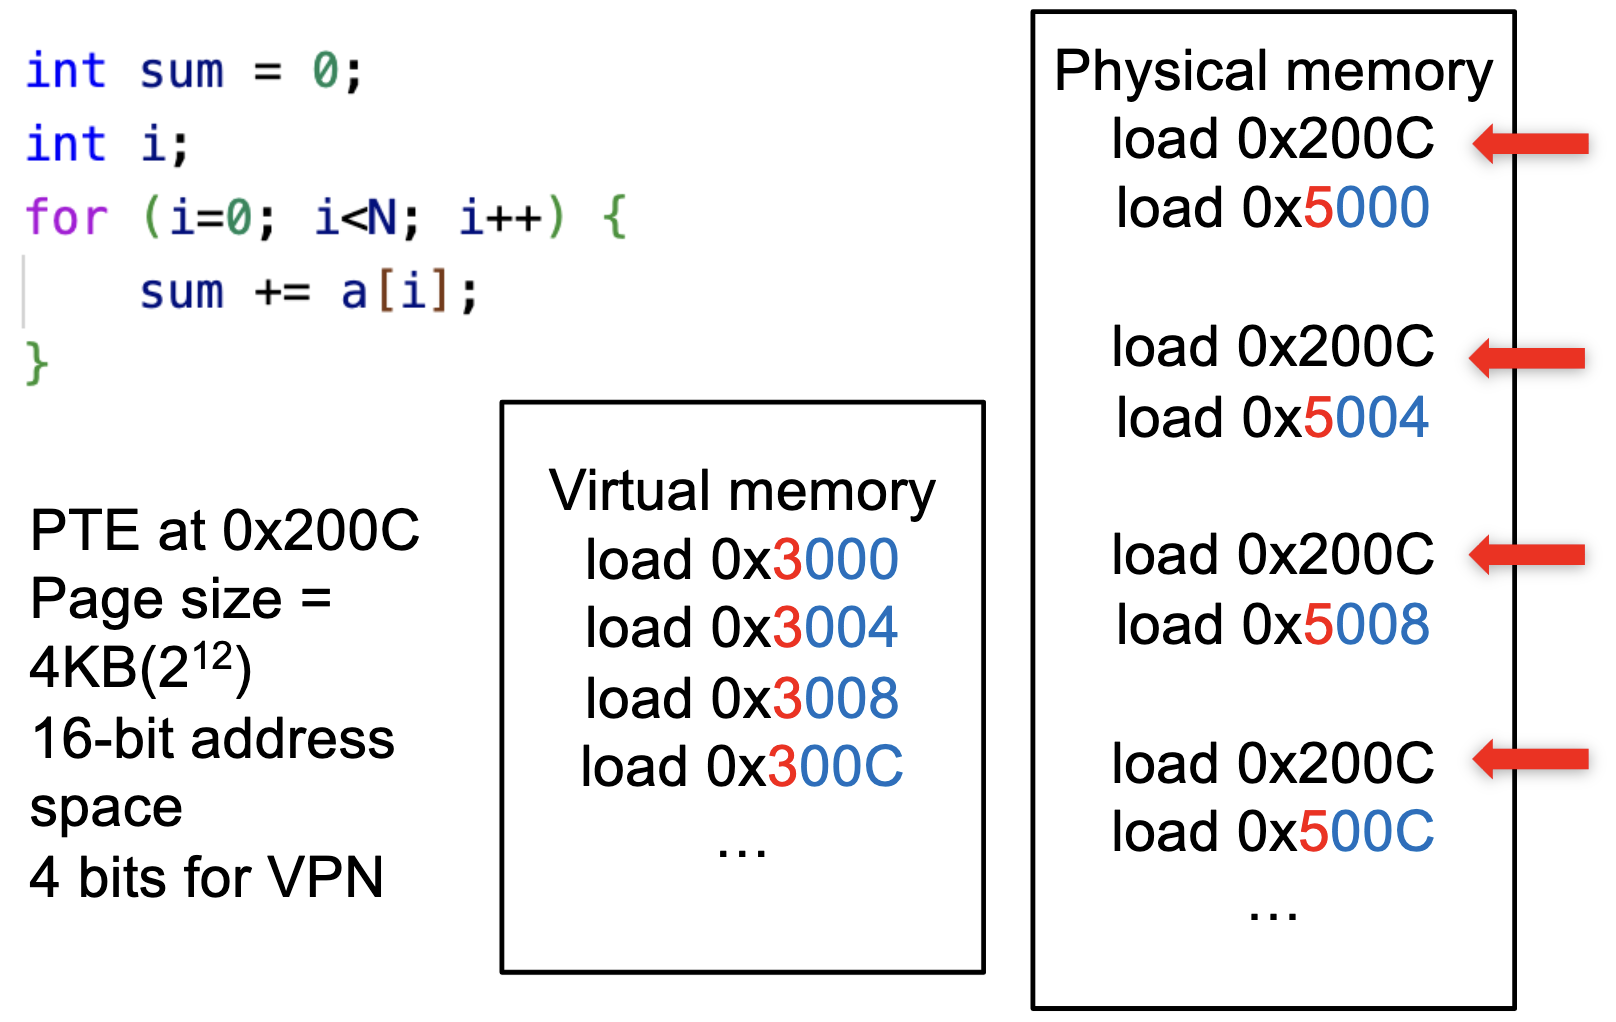 int sum = 0;
int i;
for (i=0; i<N; i++) {
    sum += a[i];
}
PTE at 0x200C
Page size =
4KB(2¹²)
16-bit address
space
4 bits for VPN
Virtual memory
load 0x3000
load 0x3004
load 0x3008
load 0x300C
...
Physical memory
load 0x200C
load 0x5000
load 0x200C
load 0x5004
load 0x200C
load 0x5008
load 0x200C
load 0x500C
...